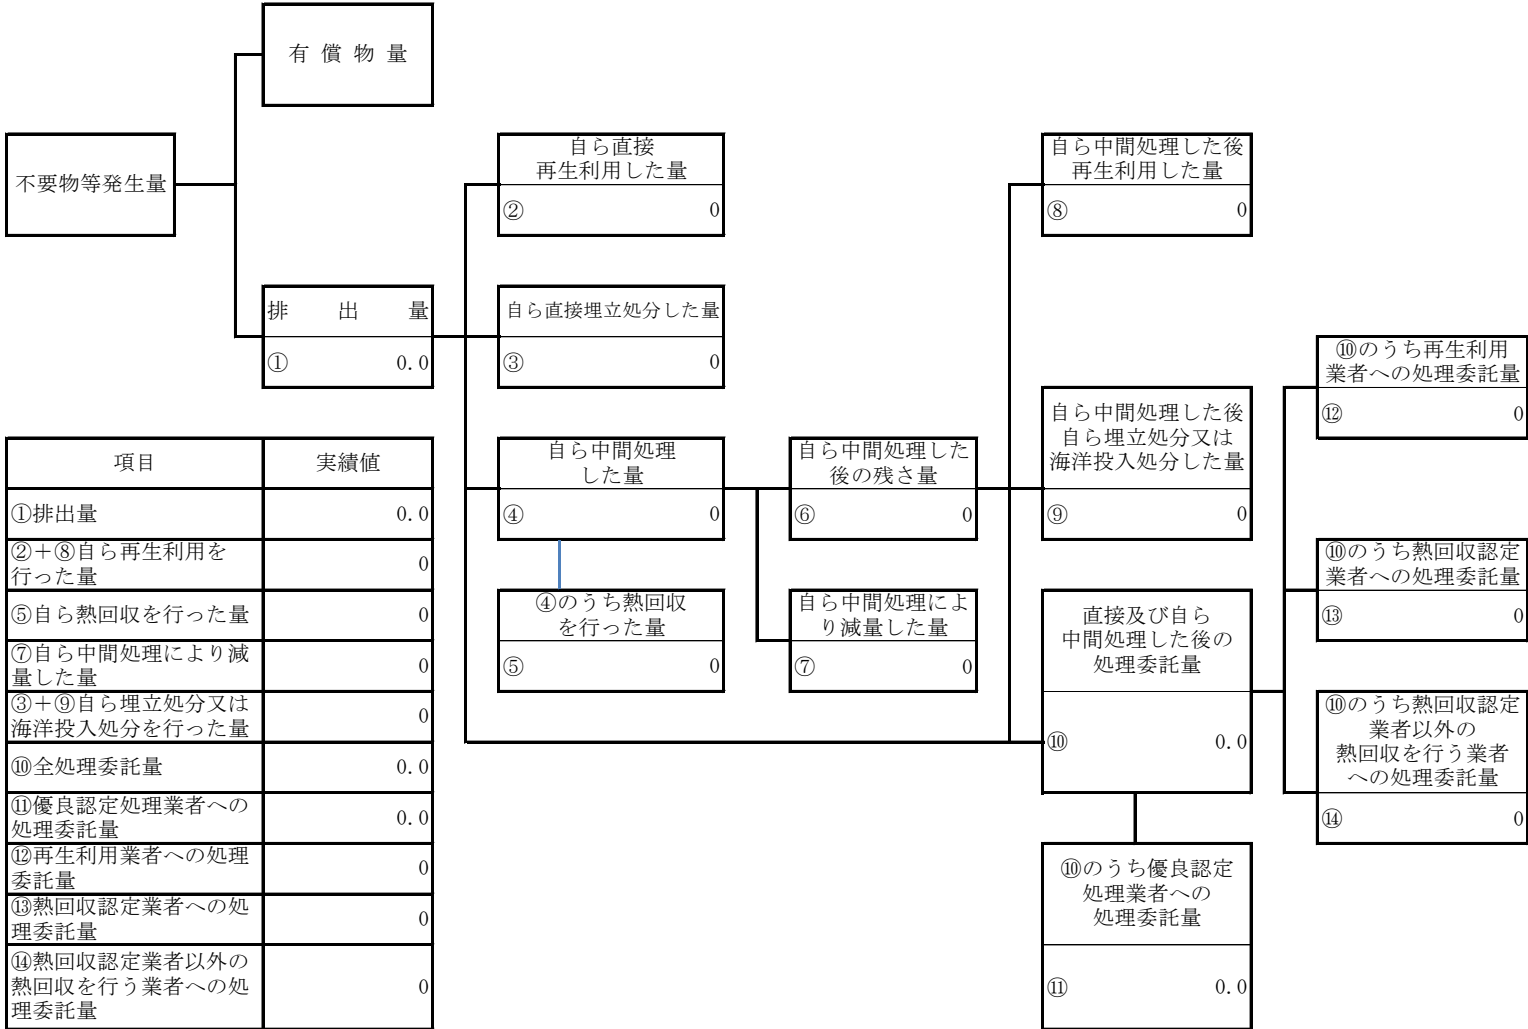 有償物量
不要物等発生量
自ら直接
再生利用した量
② 0
自ら中間処理した後
再生利用した量
⑧ 0
排出量
① 0.0
自ら直接埋立処分した量
③ 0
⑩のうち再生利用
業者への処理委託量
⑫ 0
自ら中間処理
した量
④ 0
自ら中間処理した
後の残さ量
⑥ 0
自ら中間処理した後
自ら埋立処分又は
海洋投入処分した量
⑨ 0
④のうち熱回収
を行った量
⑤ 0
自ら中間処理によ
り減量した量
⑦ 0
直接及び自ら
中間処理した後の
処理委託量
⑩ 0.0
⑩のうち熱回収認定
業者への処理委託量
⑬ 0
⑩のうち熱回収認定
業者以外の
熱回収を行う業者
への処理委託量
⑭ 0
⑩のうち優良認定
処理業者への
処理委託量
⑪ 0.0
項目 実績値
①排出量 0.0
②+⑧自ら再生利用を
行った量 0
⑤自ら熱回収を行った量 0
⑦自ら中間処理により減
量した量 0
③+⑨自ら埋立処分又は
海洋投入処分を行った量 0
⑩全処理委託量 0.0
⑪優良認定処理業者への
処理委託量 0.0
⑫再生利用業者への処理
委託量 0
⑬熱回収認定業者への処
理委託量 0
⑭熱回収認定業者以外の
熱回収を行う業者への処
理委託量 0